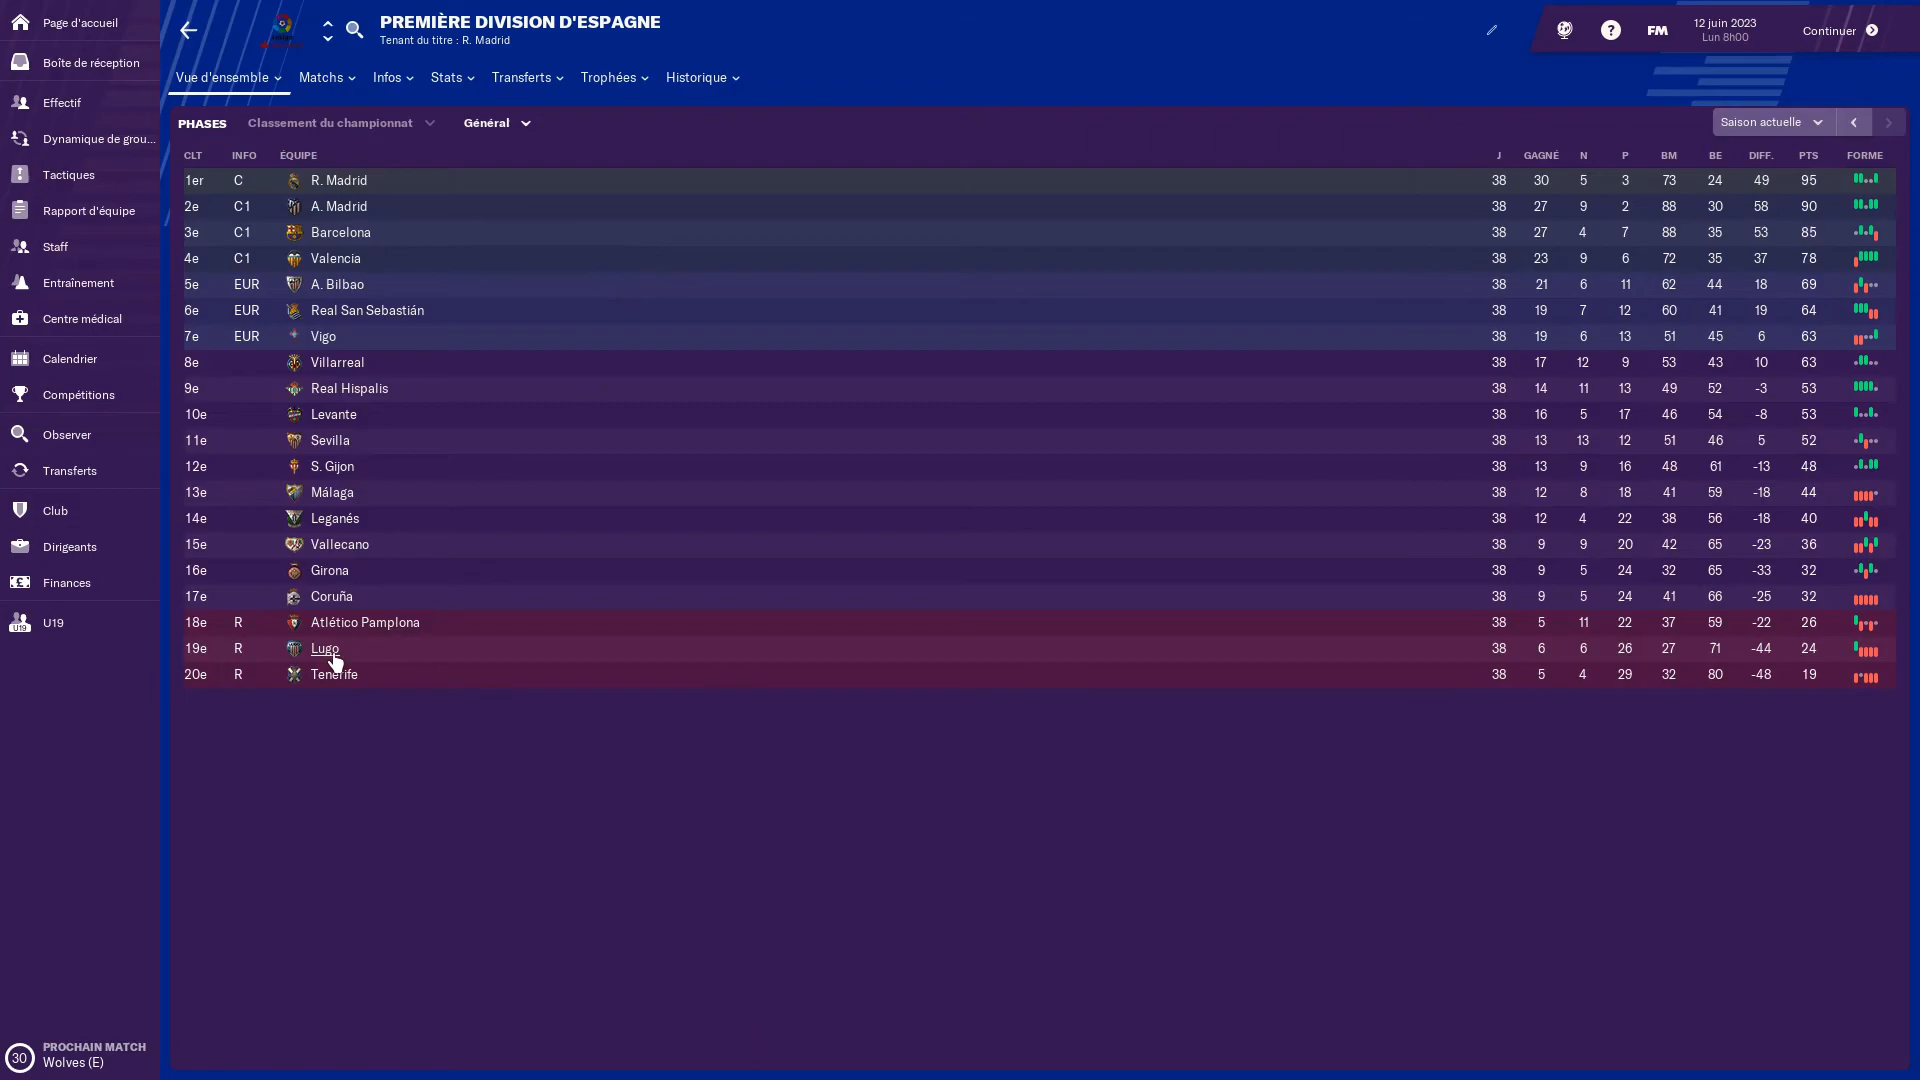 Page d'accueil
Boîte de réception
Effectif
Dynamique de grou...
Tactiques
Rapport d'équipe
Staff
Entraînement
Centre médical
Calendrier
Compétitions
Observer
Transferts
Club
Dirigeants
Finances
U19
U19
30
PROCHAIN MATCH
Wolves (E)
PREMIÈRE DIVISION D'ESPAGNE
Tenant du titre : R. Madrid
? FM
12 juin 2023
Lun 8h00
Continuer
Vue d'ensemble Matchs Infos Stats Transferts Trophées Historique
PHASES Classement du championnat Général Saison actuelle
CLT INFO ÉQUIPE J GAGNÉ N P BM BE DIFF. PTS FORME
1er C R. Madrid 38 30 5 3 73 24 49 95
2e C1 A. Madrid 38 27 9 2 88 30 58 90
3e C1 Barcelona 38 27 4 7 88 35 53 85
4e C1 Valencia 38 23 9 6 72 35 37 78
5e EUR A. Bilbao 38 21 6 11 62 44 18 69
6e EUR Real San Sebastián 38 19 7 12 60 41 19 64
7e EUR Vigo 38 19 6 13 51 45 6 63
8e Villarreal 38 17 12 9 53 43 10 63
9e Real Hispalis 38 14 11 13 49 52 -3 53
10e Levante 38 16 5 17 46 54 -8 53
11e Sevilla 38 13 13 12 51 46 5 52
12e S. Gijon 38 13 9 16 48 61 -13 48
13e Málaga 38 12 8 18 41 59 -18 44
14e Leganés 38 12 4 22 38 56 -18 40
15e Vallecano 38 9 9 20 42 65 -23 36
16e Girona 38 9 5 24 32 65 -33 32
17e Coruña 38 9 5 24 41 66 -25 32
18e R Atlético Pamplona 38 5 11 22 37 59 -22 26
19e R Lugo 38 6 6 26 27 71 -44 24
20e R Tenerife 38 5 4 29 32 80 -48 19